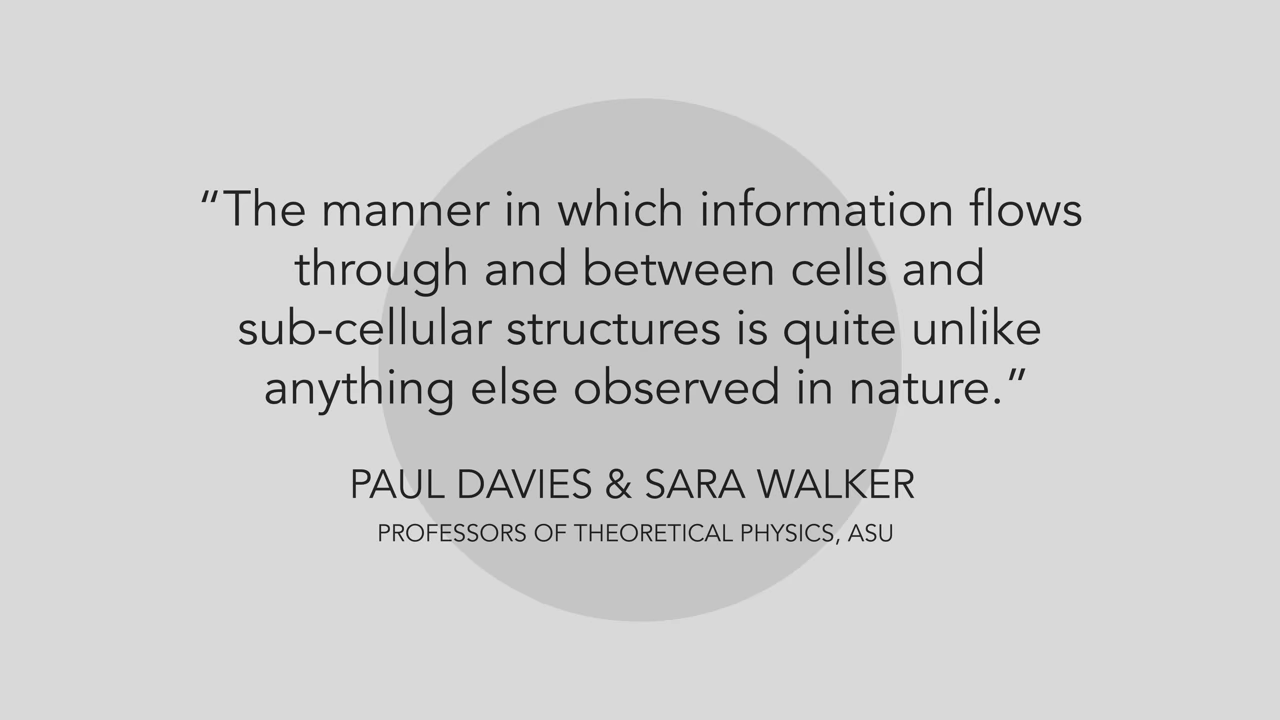 “The manner in which information flows
through and between cells and
sub-cellular structures is quite unlike
anything else observed in nature.”
PAUL DAVIES & SARA WALKER
PROFESSORS OF THEORETICAL PHYSICS, ASU